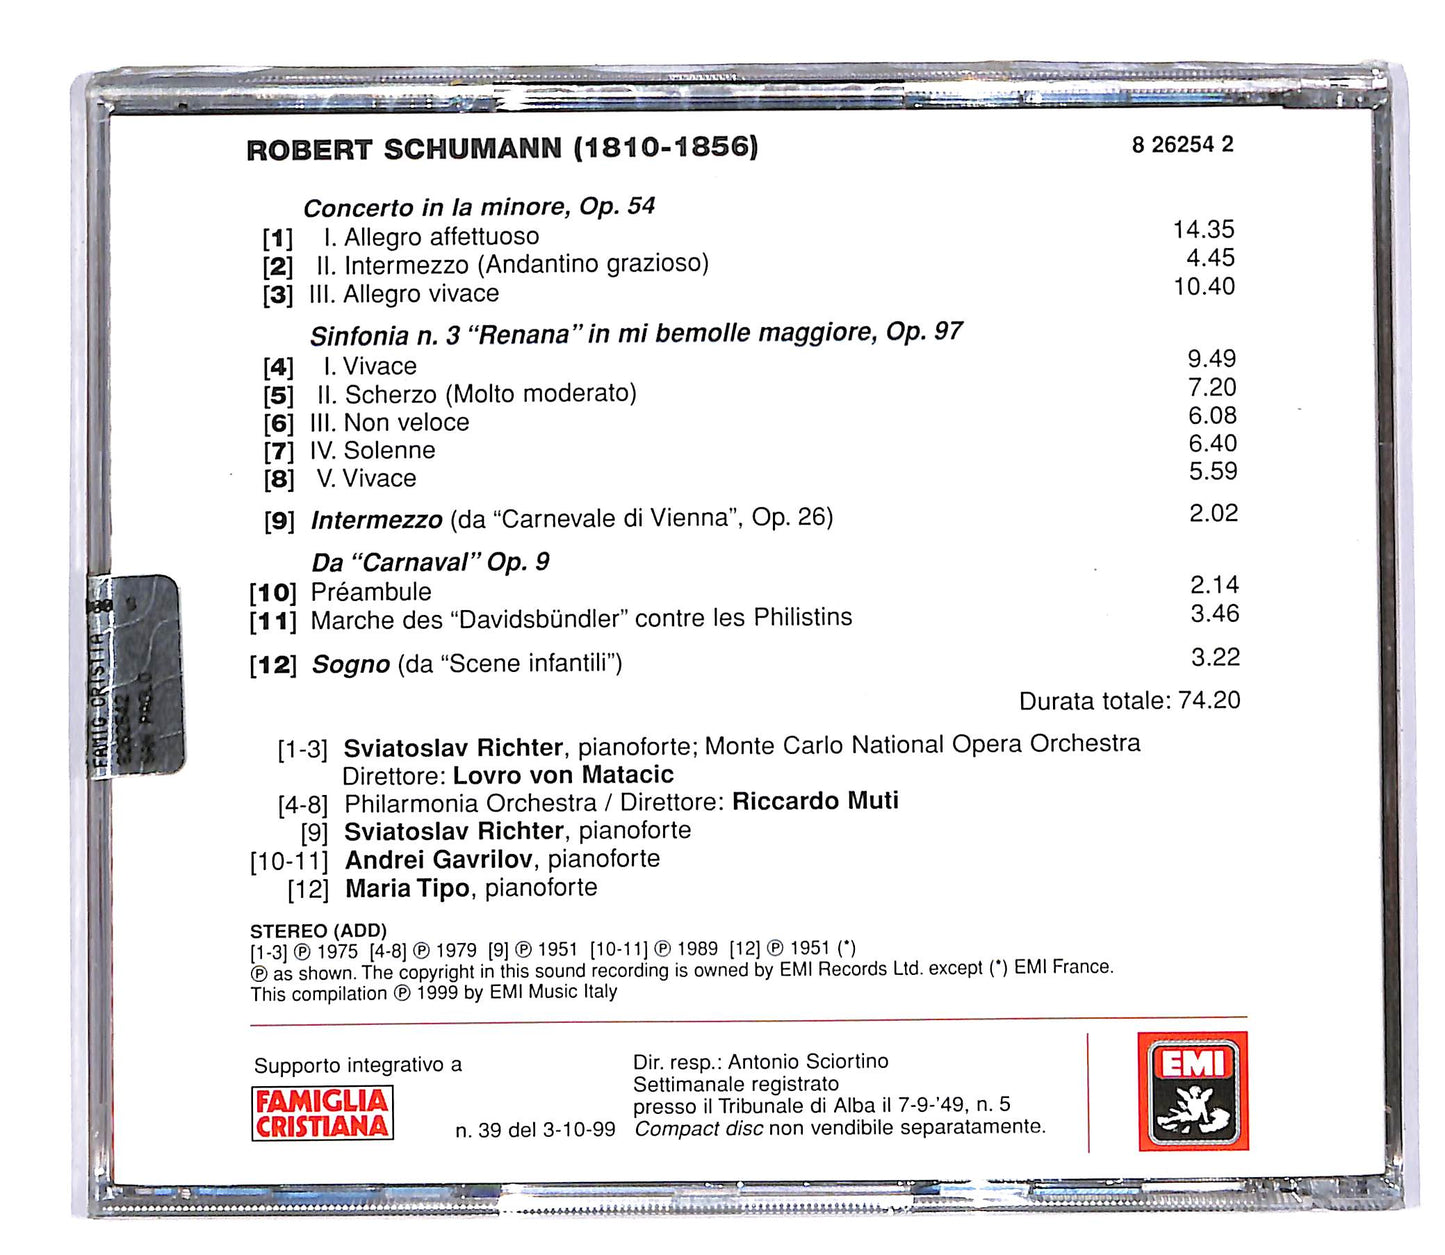 ROBERT SCHUMANN (1810-1856) 8 26254 2
Concerto in la minore, Op. 54
[1] I. Allegro affettuoso 14.35
[2] II. Intermezzo (Andantino grazioso) 4.45
[3] III. Allegro vivace 10.40
Sinfonia n. 3 “Renana” in mi bemolle maggiore, Op. 97
[4] I. Vivace 9.49
[5] II. Scherzo (Molto moderato) 7.20
[6] III. Non veloce 6.08
[7] IV. Solenne 6.40
[8] V. Vivace 5.59
[9] Intermezzo (da “Carnevale di Vienna”, Op. 26) 2.02
Da “Carnaval” Op. 9
[10] Préambule 2.14
[11] Marche des “Davidsbündler” contre les Philistins 3.46
[12] Sogno (da “Scene infantili”) 3.22
Durata totale: 74.20
[1-3] Sviatoslav Richter, pianoforte; Monte Carlo National Opera Orchestra
Direttore: Lovro von Matacic
[4-8] Philarmonia Orchestra / Direttore: Riccardo Muti
[9] Sviatoslav Richter, pianoforte
[10-11] Andrei Gavrilov, pianoforte
[12] Maria Tipo, pianoforte
STEREO (ADD)
[1-3] ℗ 1975 [4-8] ℗ 1979 [9] ℗ 1951 [10-11] ℗ 1989 [12] ℗ 1951 (*)
℗ as shown. The copyright in this sound recording is owned by EMI Records Ltd. except (*) EMI France.
This compilation ℗ 1999 by EMI Music Italy
Supporto integrativo a
FAMIGLIA
CRISTIANA
n. 39 del 3-10-99
Dir. resp.: Antonio Sciortino
Settimanale registrato
presso il Tribunale di Alba il 7-9-'49, n. 5
Compact disc non vendibile separatamente.
EMI
FAMIG CRISTIA
SAN PAOLO